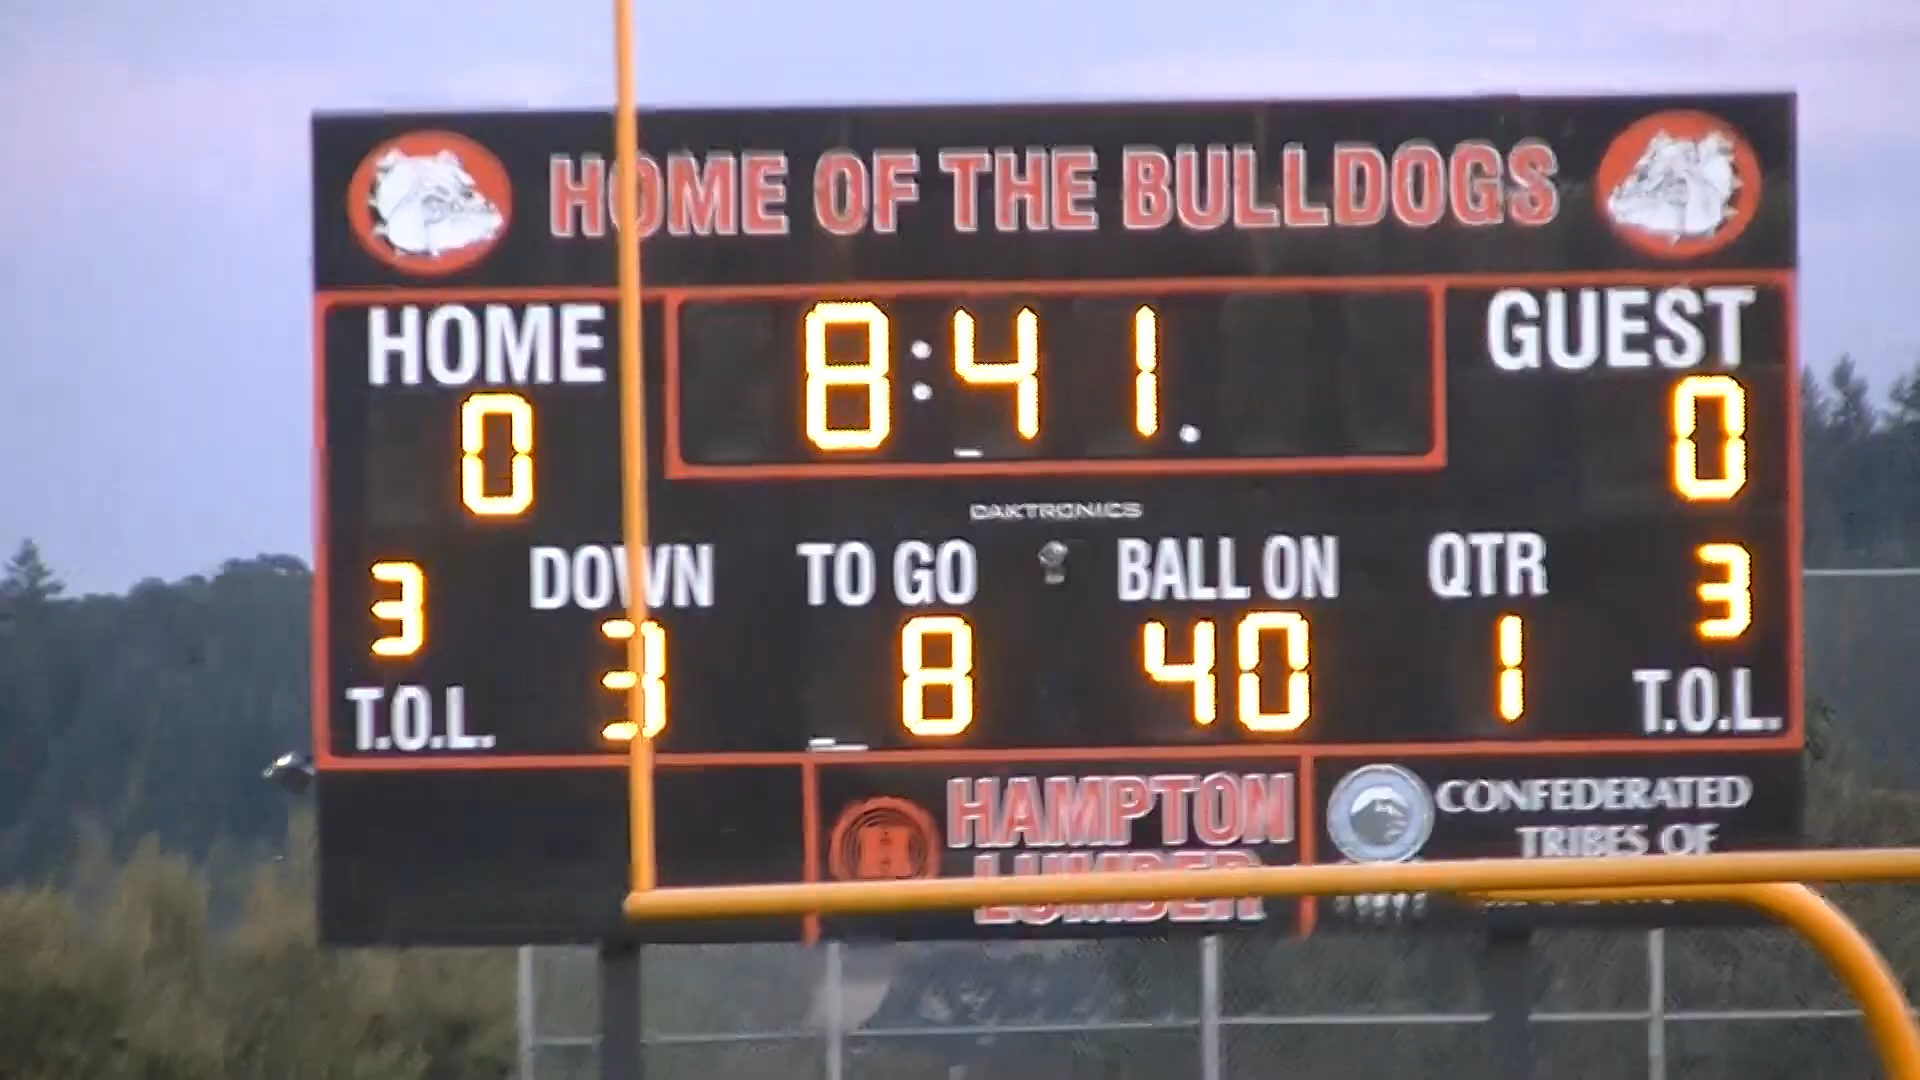 HOME OF THE BULLDOGS
HOME 8:41. GUEST
0 0
DAKTRONICS
DOWN TO GO BALL ON QTR
3 3 8 40 1 3
T.O.L. T.O.L.
H HAMPTON LUMBER
CONFEDERATED
TRIBES OF